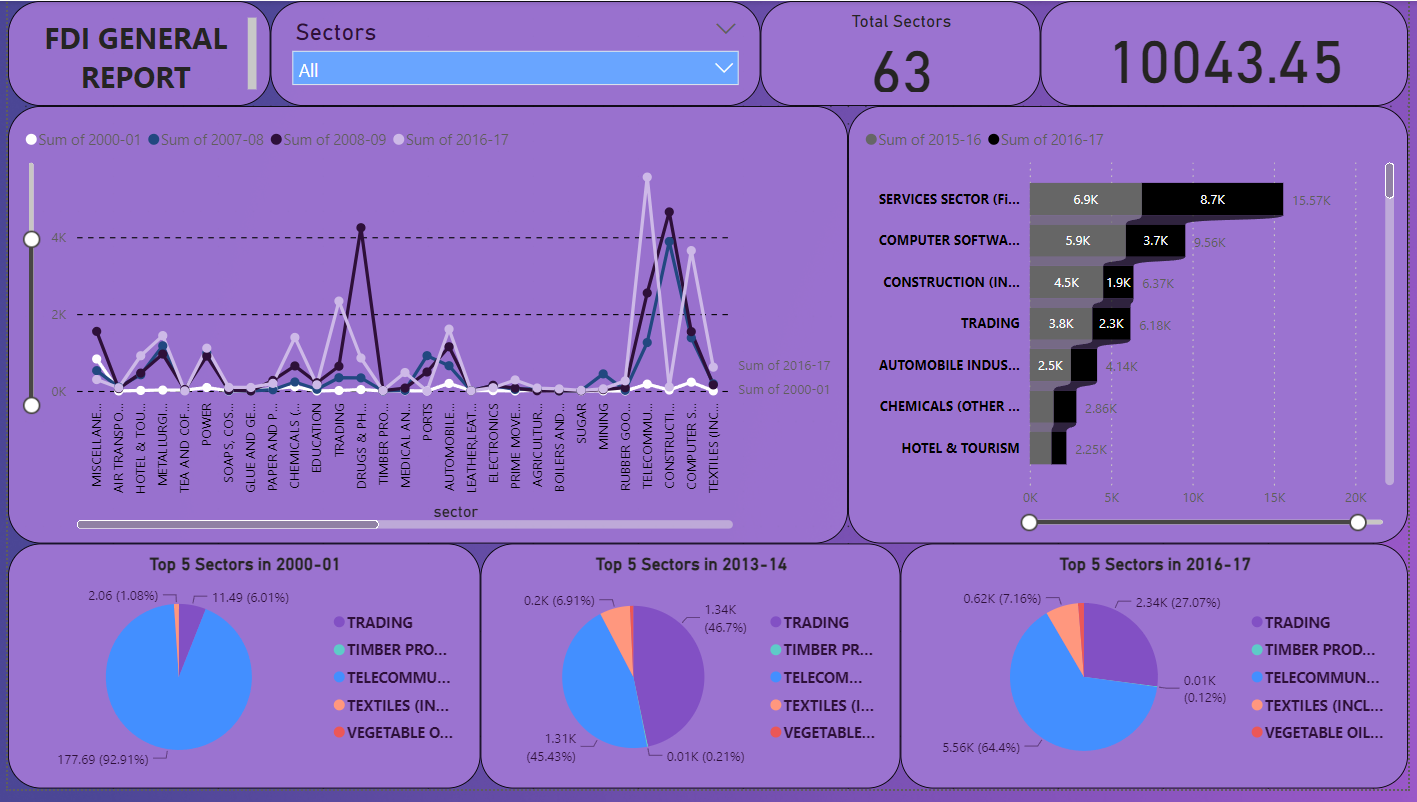 FDI GENERAL
REPORT
Sectors
All
Total Sectors
63
10043.45
Sum of 2000-01 Sum of 2007-08 Sum of 2008-09 Sum of 2016-17
4K
2K
0K
Sum of 2016-17
Sum of 2000-01
MISCELLANE...
AIR TRANSPO...
HOTEL & TOU...
METALLURGI...
TEA AND COF...
POWER
SOAPS, COS...
GLUE AND GE...
PAPER AND P...
CHEMICALS (...
EDUCATION
TRADING
DRUGS & PH...
TIMBER PRO...
MEDICAL AN...
PORTS
AUTOMOBILE...
LEATHER,LEAT...
ELECTRONICS
PRIME MOVE...
AGRICULTUR...
BOILERS AND...
SUGAR
MINING
RUBBER GOO...
TELECOMMU...
CONSTRUCTI...
COMPUTER S...
TEXTILES (INC...
sector
Sum of 2015-16 Sum of 2016-17
SERVICES SECTOR (Fi... 6.9K 8.7K 15.57K
COMPUTER SOFTWA... 5.9K 3.7K 9.56K
CONSTRUCTION (IN... 4.5K 1.9K 6.37K
TRADING 3.8K 2.3K 6.18K
AUTOMOBILE INDUS... 2.5K 4.14K
CHEMICALS (OTHER ... 2.86K
HOTEL & TOURISM 2.25K
0K 5K 10K 15K 20K
Top 5 Sectors in 2000-01
2.06 (1.08%)
11.49 (6.01%)
177.69 (92.91%)
TRADING
TIMBER PRO...
TELECOMMU...
TEXTILES (IN...
VEGETABLE O...
Top 5 Sectors in 2013-14
0.2K (6.91%)
1.34K
(46.7%)
1.31K
(45.43%)
0.01K (0.21%)
TRADING
TIMBER PR...
TELECOM...
TEXTILES (I...
VEGETABLE...
Top 5 Sectors in 2016-17
0.62K (7.16%)
2.34K (27.07%)
0.01K
(0.12%)
5.56K (64.4%)
TRADING
TIMBER PROD...
TELECOMMUN...
TEXTILES (INCL...
VEGETABLE OIL...